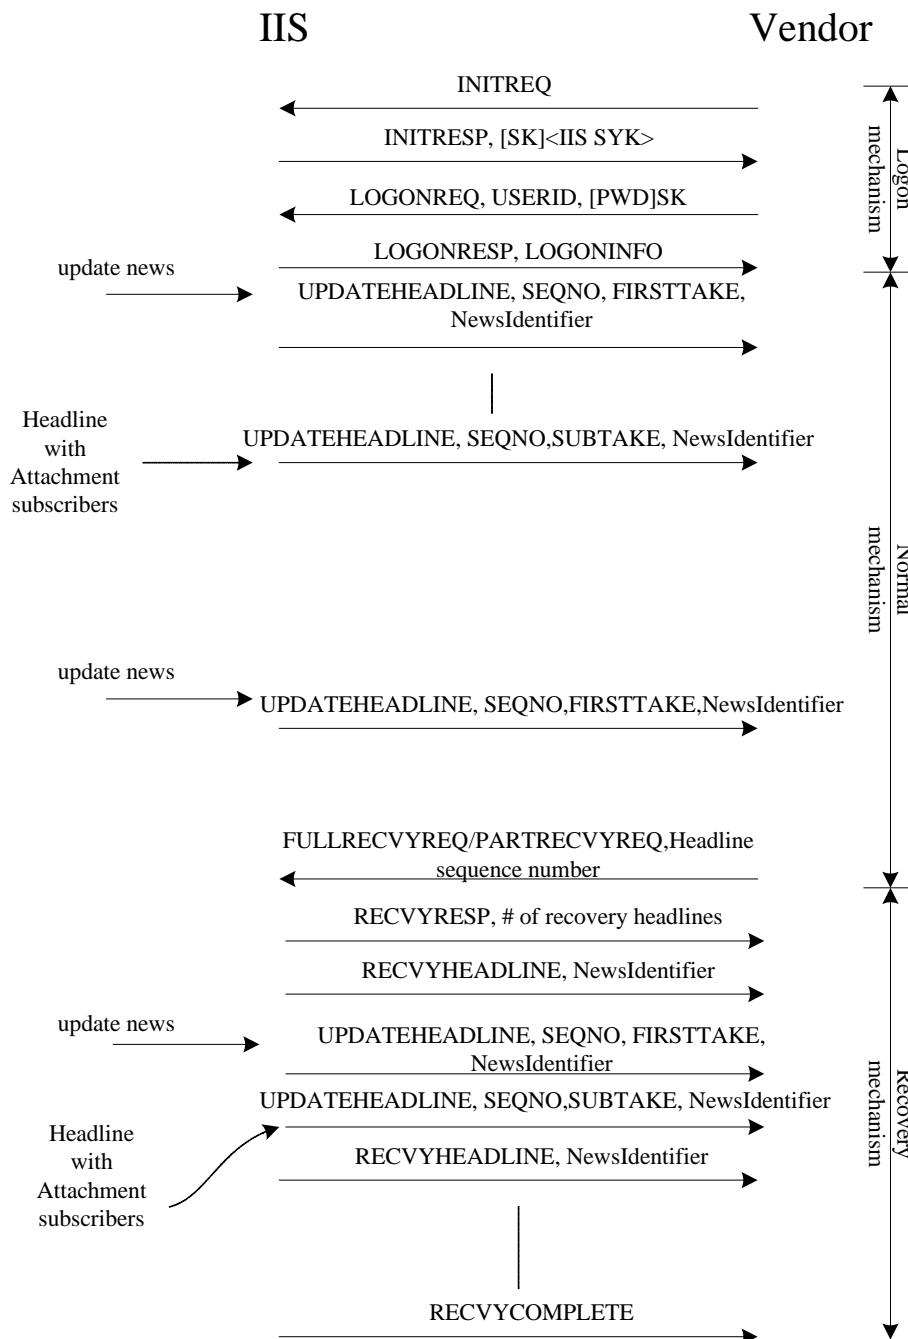 IIS
Vendor
INITREQ
INITRESP, [SK]<IIS SYK>
LOGONREQ, USERID, [PWD]SK
LOGONRESP, LOGONINFO
Logon
mechanism
update news
UPDATEHEADLINE, SEQNO, FIRSTTAKE,
NewsIdentifier
Headline
with
Attachment
subscribers
UPDATEHEADLINE, SEQNO,SUBTAKE, NewsIdentifier
Normal
mechanism
update news
UPDATEHEADLINE, SEQNO,FIRSTTAKE,NewsIdentifier
FULLRECVYREQ/PARTRECVYREQ,Headline
sequence number
RECVYRESP, # of recovery headlines
RECVYHEADLINE, NewsIdentifier
update news
UPDATEHEADLINE, SEQNO, FIRSTTAKE,
NewsIdentifier
UPDATEHEADLINE, SEQNO,SUBTAKE, NewsIdentifier
Headline
with
Attachment
subscribers
RECVYHEADLINE, NewsIdentifier
Recovery
mechanism
RECVYCOMPLETE